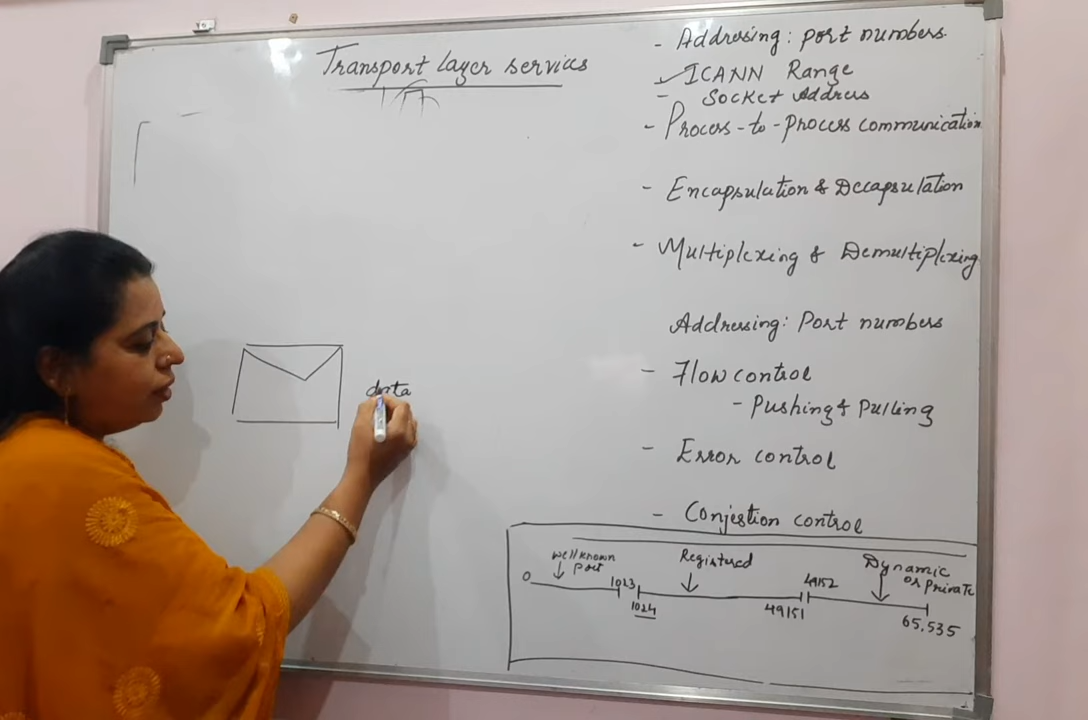 Transport layer services
- Addressing: Port numbers.
- ICANN Range
- Socket Address
- Process-to-Process communication
- Encapsulation & Decapsulation
- Multiplexing & Demultiplexing
Addressing: Port numbers
- Flow control
- Pushing & Pulling
- Error control
- Conjestion control
data
0
well known
port
1023
1024
Registered
49151
49152
Dynamic
or Private
65,535